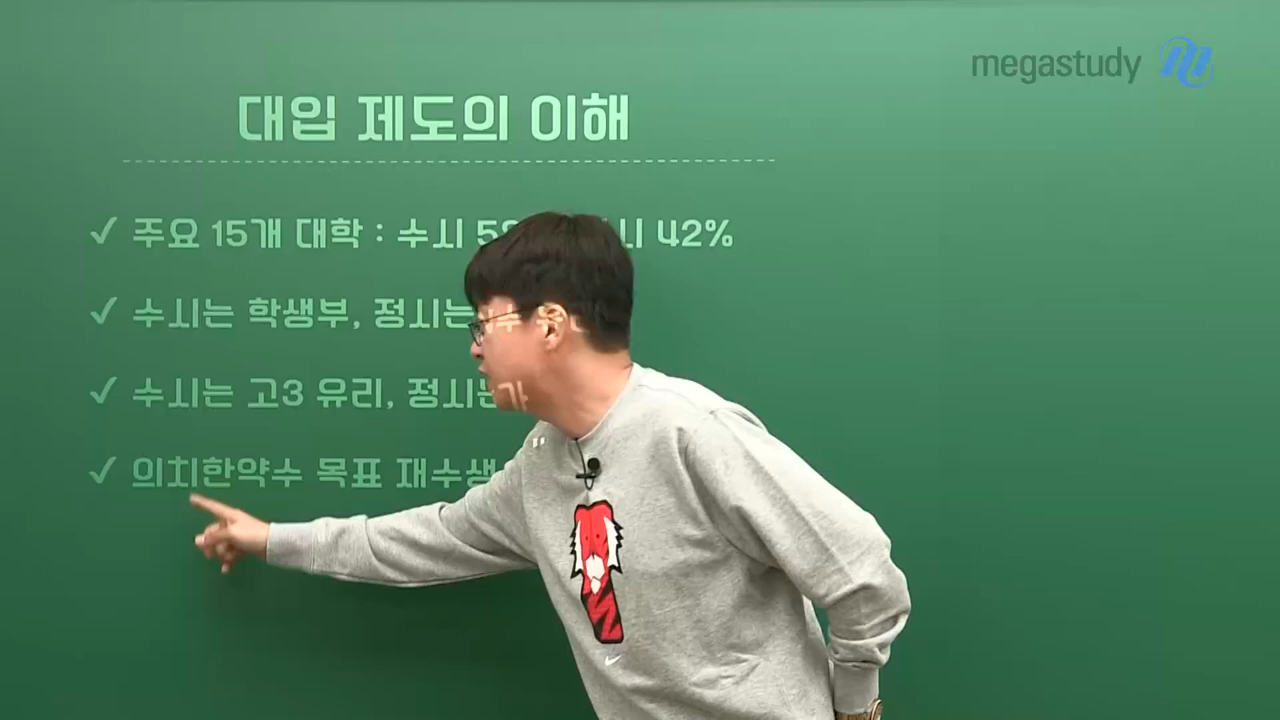 megastudy
대입 제도의 이해
✓ 주요 15개 대학 : 수시 42%
✓ 수시는 학생부, 정시는
✓ 수시는 고3 유리, 정시는
✓ 의치한약수 목표 재수생